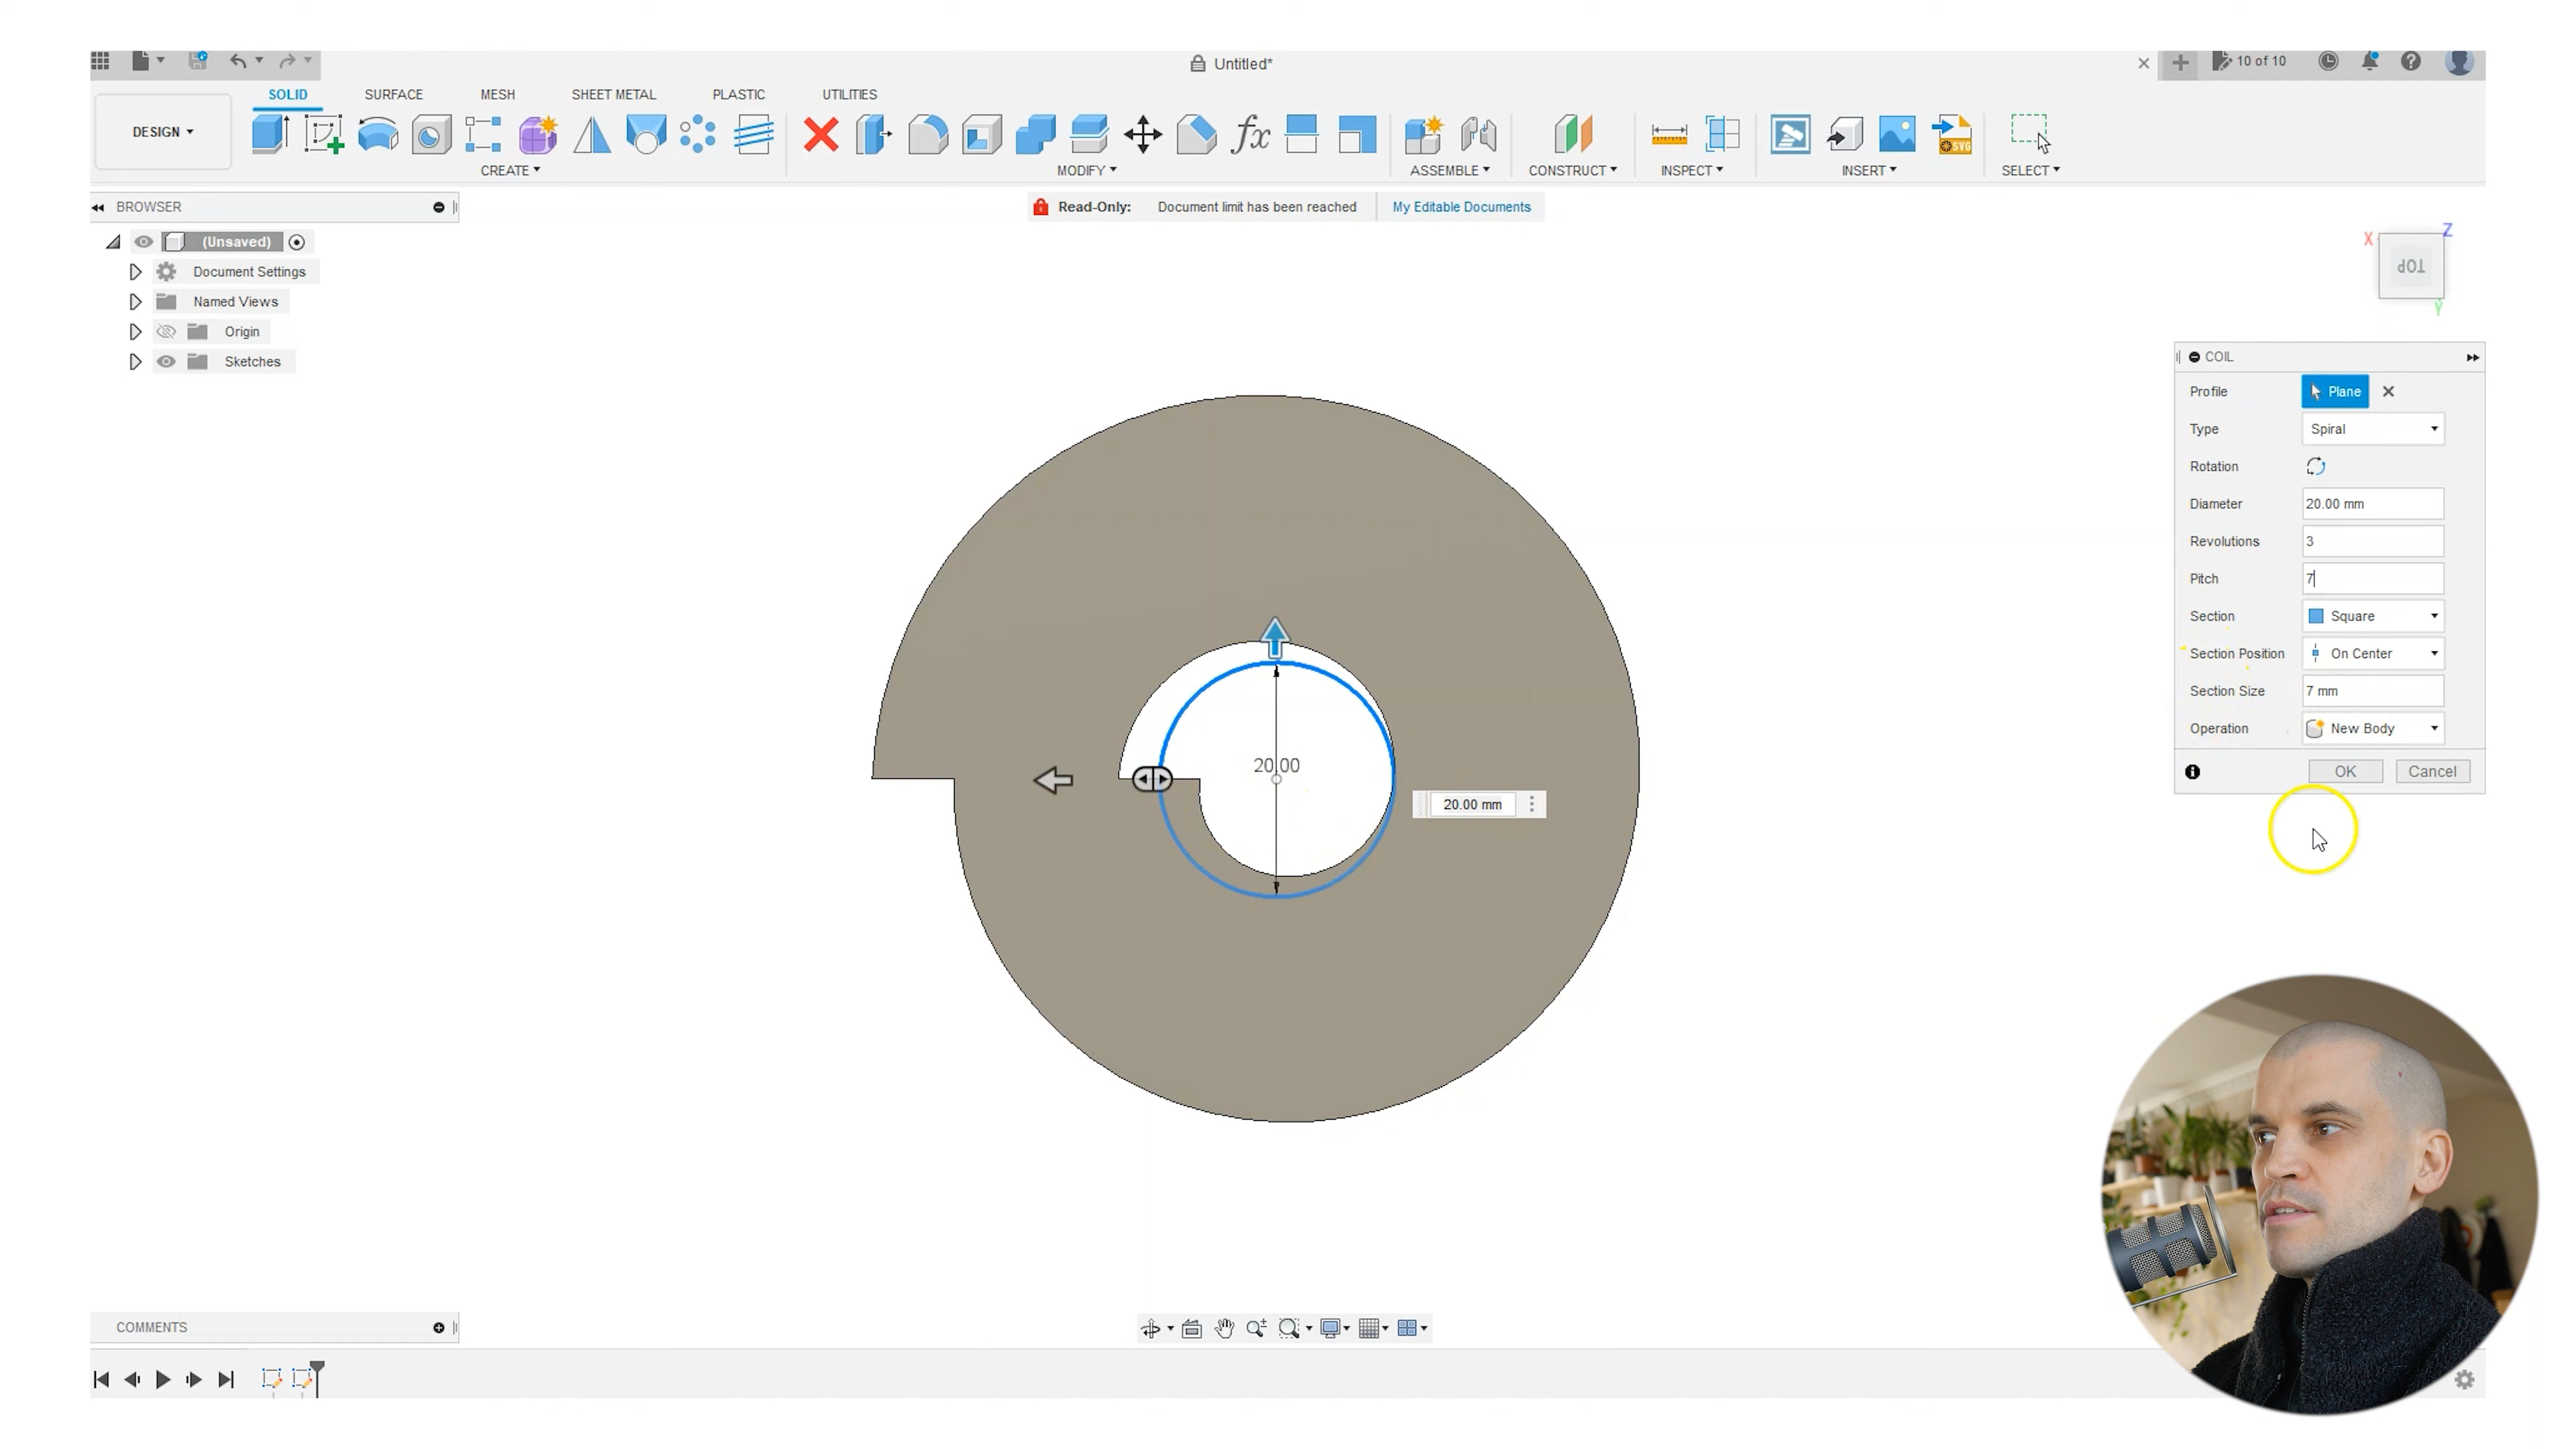 Untitled*
10 of 10
SOLID SURFACE MESH SHEET METAL PLASTIC UTILITIES
DESIGN
fx
SVG
CREATE MODIFY ASSEMBLE CONSTRUCT INSPECT INSERT SELECT
BROWSER
Read-Only: Document limit has been reached My Editable Documents
(Unsaved)
Document Settings
Named Views
Origin
Sketches
X Z
TOP
Y
COIL
Profile Plane
Type Spiral
Rotation
Diameter 20.00 mm
Revolutions 3
Pitch 7
Section Square
Section Position On Center
Section Size 7 mm
Operation New Body
OK Cancel
20.00
20.00 mm
COMMENTS